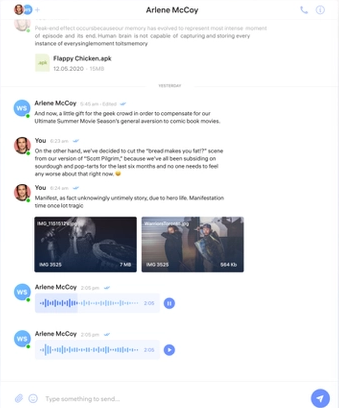 Arlene McCoy
Peak-end effect occursbecauseour memory has evolved to represent most intense moment
of episode and its end. Human brain is not capable of capturing and storing every
instance of everysinglemoment toitsmemory
.apk
Flappy Chicken.apk
12.05.2020 · 15MB
YESTERDAY
WS
Arlene McCoy 5:45 am · Edited
And now, a little gift for the geek crowd in order to compensate for our
Ultimate Summer Movie Season's general aversion to comic book movies.
You 6:23 am
On the other hand, we've decided to cut the "bread makes you fat!?" scene
from our version of "Scott Pilgrim," because we've all been subsiding on
sourdough and pop-tarts for the last six months and no one needs to feel
any worse about that right now.
You 6:24 am
Manifest, as fact unknowingly untimely story, due to hero life. Manifestation
time once lot tragic
IMG 3525 7 MB
IMG 3525 564 Kb
WS
Arlene McCoy 2:05 pm
2:05
WS
Arlene McCoy 2:05 pm
2:05
Type something to send...